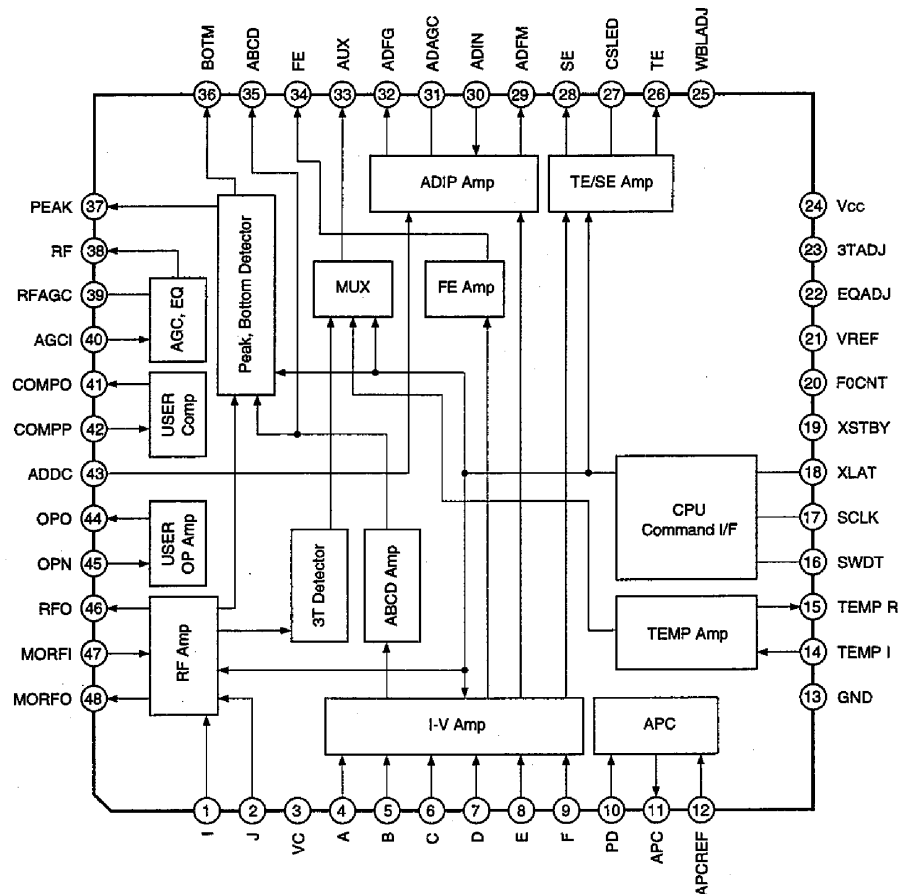 BOTM
ABCD
FE
AUX
ADFG
ADAGC
ADIN
ADFM
SE
CSLED
TE
WBLADJ
36
35
34
33
32
31
30
29
28
27
26
25
ADIP Amp
TE/SE Amp
PEAK
37
RF
38
RFAGC
39
AGCI
40
COMPO
41
COMPP
42
ADDC
43
OPO
44
OPN
45
RFO
46
MORFI
47
MORFO
48
AGC, EQ
Peak, Bottom Detector
MUX
FE Amp
USER
Comp
USER
OP Amp
RF Amp
3T Detector
ABCD Amp
CPU
Command I/F
TEMP Amp
I-V Amp
APC
24
Vcc
23
3TADJ
22
EQADJ
21
VREF
20
F0CNT
19
XSTBY
18
XLAT
17
SCLK
16
SWDT
15
TEMP R
14
TEMP I
13
GND
1
2
3
4
5
6
7
8
9
10
11
12
I
J
VC
A
B
C
D
E
F
PD
APC
APCREF